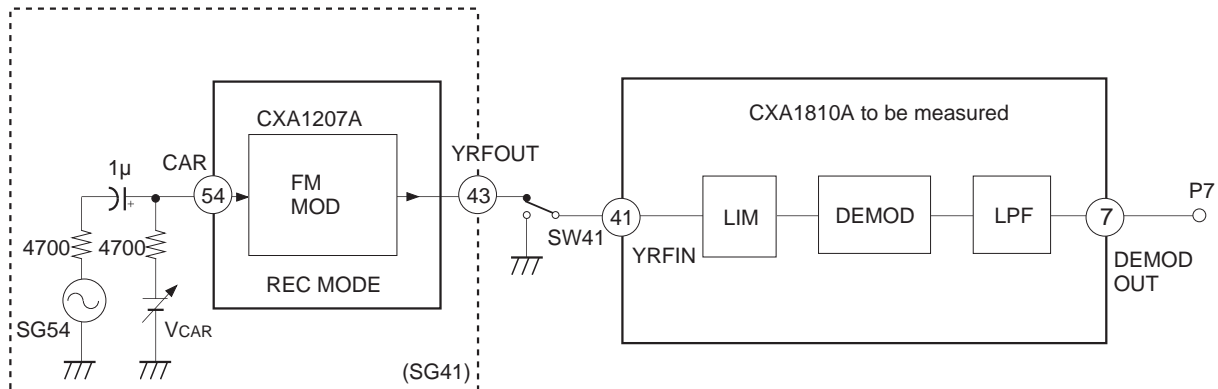 CXA1207A
CXA1810A to be measured
CAR
YRFOUT
P7
1μ
+
54
FM
MOD
43
41
LIM
DEMOD
LPF
7
4700
4700
SW41
YRFIN
DEMOD
OUT
REC MODE
SG54
VCAR
(SG41)